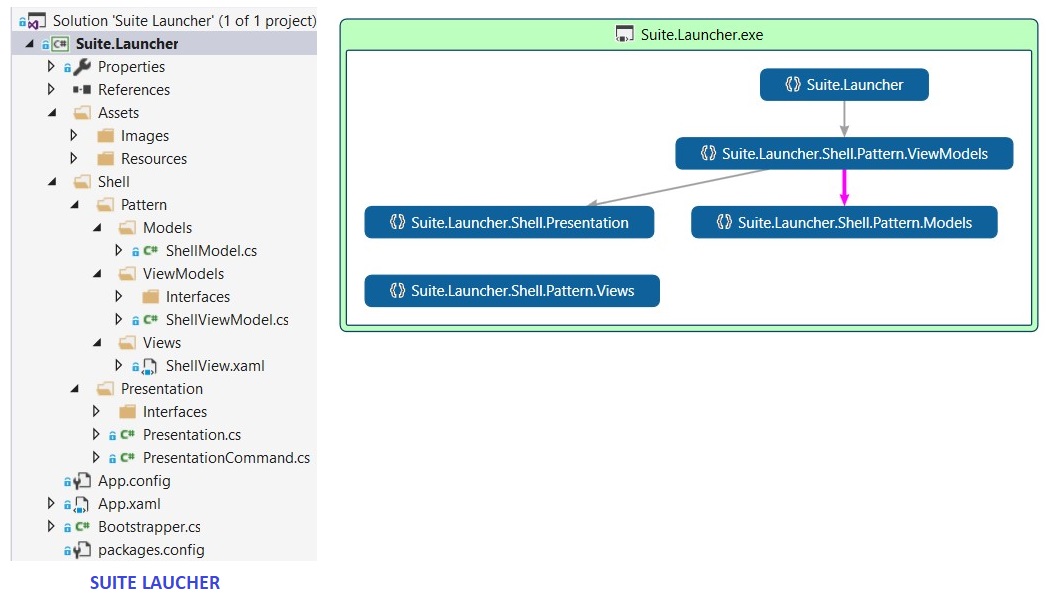 Solution 'Suite Launcher' (1 of 1 project)
Suite.Launcher
Properties
References
Assets
Images
Resources
Shell
Pattern
Models
C# ShellModel.cs
ViewModels
Interfaces
C# ShellViewModel.cs
Views
ShellView.xaml
Presentation
Interfaces
C# Presentation.cs
C# PresentationCommand.cs
App.config
App.xaml
C# Bootstrapper.cs
packages.config
SUITE LAUCHER
Suite.Launcher.exe
Suite.Launcher
Suite.Launcher.Shell.Pattern.ViewModels
Suite.Launcher.Shell.Presentation
Suite.Launcher.Shell.Pattern.Models
Suite.Launcher.Shell.Pattern.Views